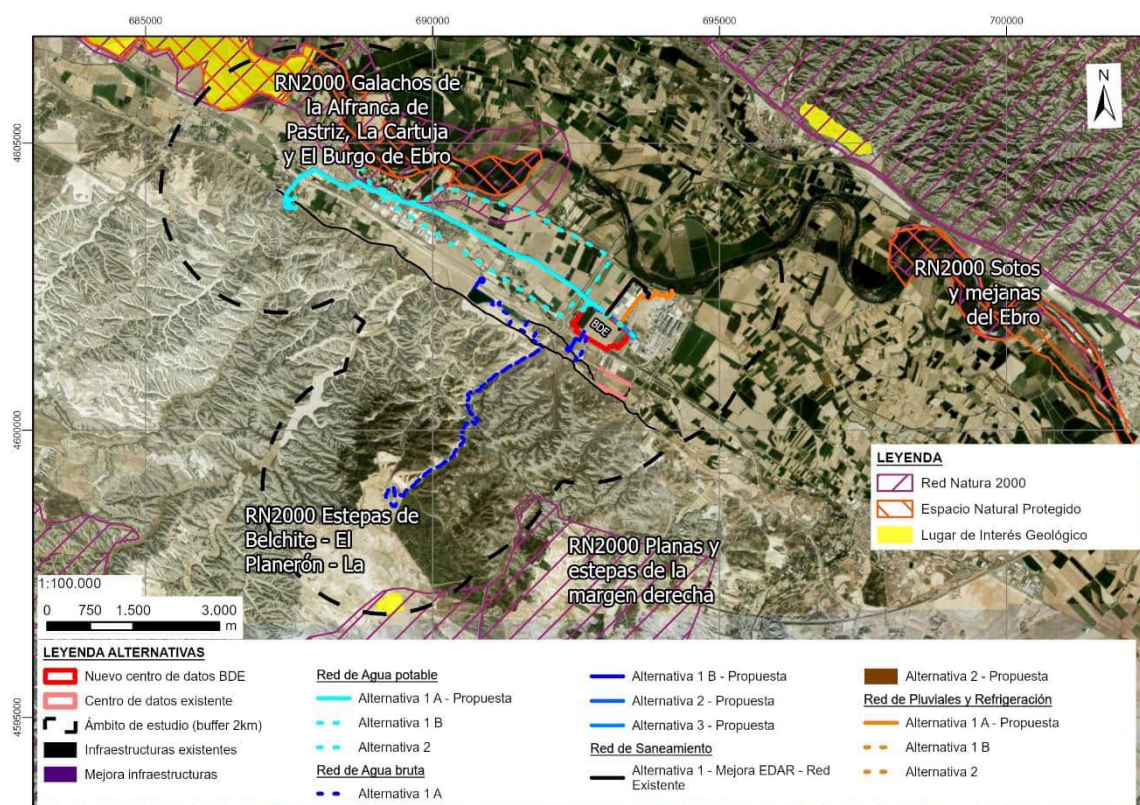 685000
690000
695000
700000
4605000
4600000
4595000
N
RN2000 Galachos de
la Alfranca de
Pastriz, La Cartuja
y El Burgo de Ebro
RN2000 Sotos
y mejanas
del Ebro
BDE
RN2000 Estepas de
Belchite - El
Planerón - La
RN2000 Planas y
estepas de la
margen derecha
LEYENDA
Red Natura 2000
Espacio Natural Protegido
Lugar de Interés Geológico
1:100.000
0 750 1.500 3.000
m
LEYENDA ALTERNATIVAS
Nuevo centro de datos BDE
Centro de datos existente
Ámbito de estudio (buffer 2km)
Infraestructuras existentes
Mejora infraestructuras
Red de Agua potable
Alternativa 1 A - Propuesta
Alternativa 1 B
Alternativa 2
Red de Agua bruta
Alternativa 1 A
Alternativa 1 B - Propuesta
Alternativa 2 - Propuesta
Alternativa 3 - Propuesta
Red de Saneamiento
Alternativa 1 - Mejora EDAR - Red
Existente
Alternativa 2 - Propuesta
Red de Pluviales y Refrigeración
Alternativa 1 A - Propuesta
Alternativa 1 B
Alternativa 2